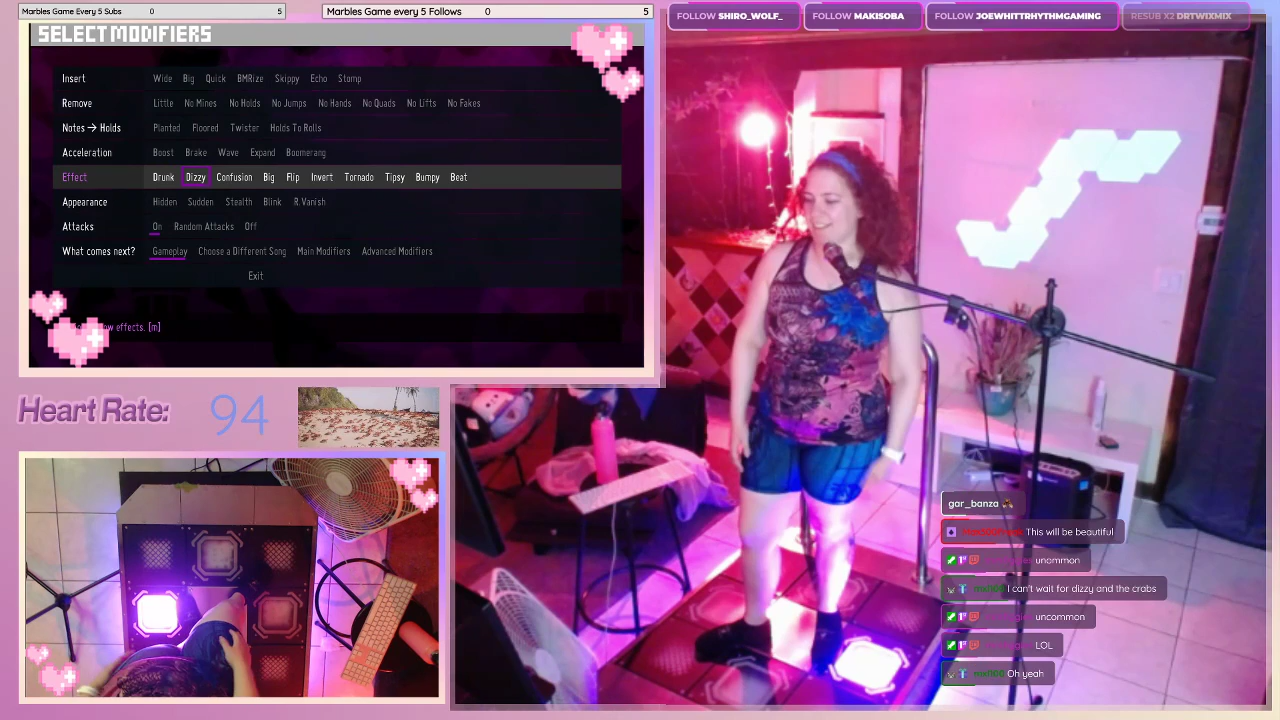 Marbles Game Every 5 Subs 0 5
Marbles Game every 5 Follows 0 5
FOLLOW SHIRO_WOLF_
FOLLOW MAKISOBA
FOLLOW JOEWHITTRHYTHMGAMING
RESUB X2 DRTWIXMIX
SELECT MODIFIERS
Insert Wide Big Quick BMRize Skippy Echo Stomp
Remove Little No Mines No Holds No Jumps No Hands No Quads No Lifts No Fakes
Notes → Holds Planted Floored Twister Holds To Rolls
Acceleration Boost Brake Wave Expand Boomerang
Effect Drunk Dizzy Confusion Big Flip Invert Tornado Tipsy Bumpy Beat
Appearance Hidden Sudden Stealth Blink R.Vanish
Attacks On Random Attacks Off
What comes next? Gameplay Choose a Different Song Main Modifiers Advanced Modifiers
Exit
effects. [m]
Heart Rate: 94
gar_banza
This will be beautiful
1st unommon
I can't wait for dizzy and the crabs
1st uncommon
1st LOL
Oh yeah